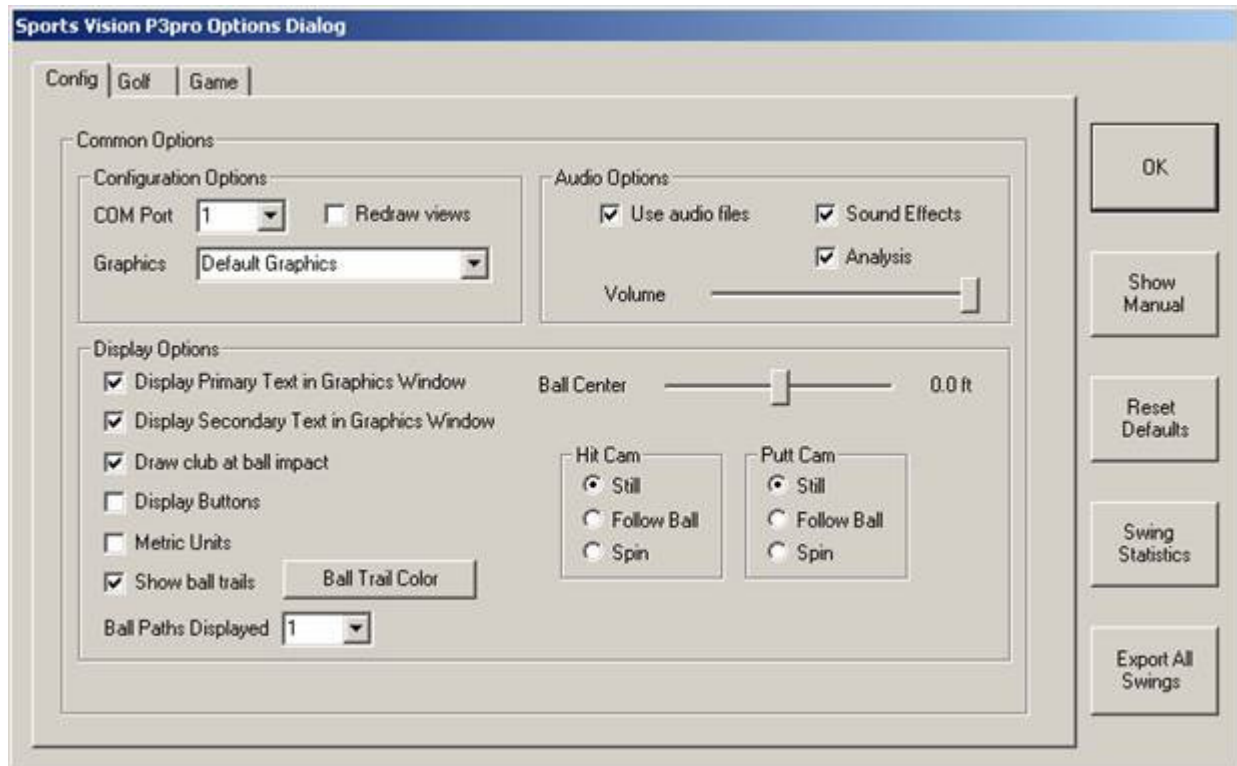 Sports Vision P3pro Options Dialog
Config Golf Game
Common Options
Configuration Options
COM Port 1 Redraw views
Graphics Default Graphics
Audio Options
Use audio files Sound Effects
Analysis
Volume
Display Options
Display Primary Text in Graphics Window
Display Secondary Text in Graphics Window
Draw club at ball impact
Display Buttons
Metric Units
Show ball trails Ball Trail Color
Ball Paths Displayed 1
Ball Center 0.0 ft
Hit Cam
Still
Follow Ball
Spin
Putt Cam
Still
Follow Ball
Spin
OK
Show
Manual
Reset
Defaults
Swing
Statistics
Export All
Swings